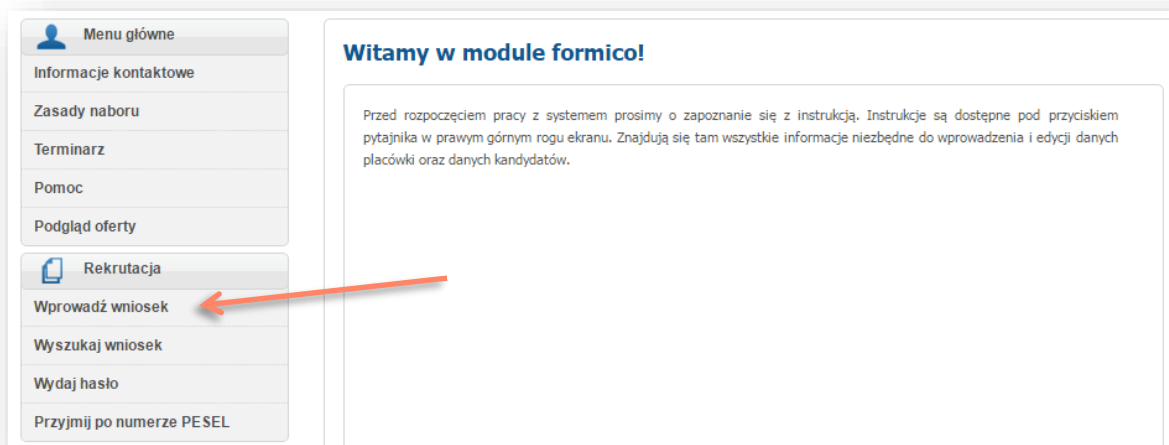 Menu główne
Informacje kontaktowe
Zasady naboru
Terminarz
Pomoc
Podgląd oferty
Rekrutacja
Wprowadź wniosek
Wyszukaj wniosek
Wydaj hasło
Przyjmij po numerze PESEL
Witamy w module formico!
Przed rozpoczęciem pracy z systemem prosimy o zapoznanie się z instrukcją. Instrukcje są dostępne pod przyciskiem
pytajnika w prawym górnym rogu ekranu. Znajdują się tam wszystkie informacje niezbędne do wprowadzenia i edycji danych
placówki oraz danych kandydatów.